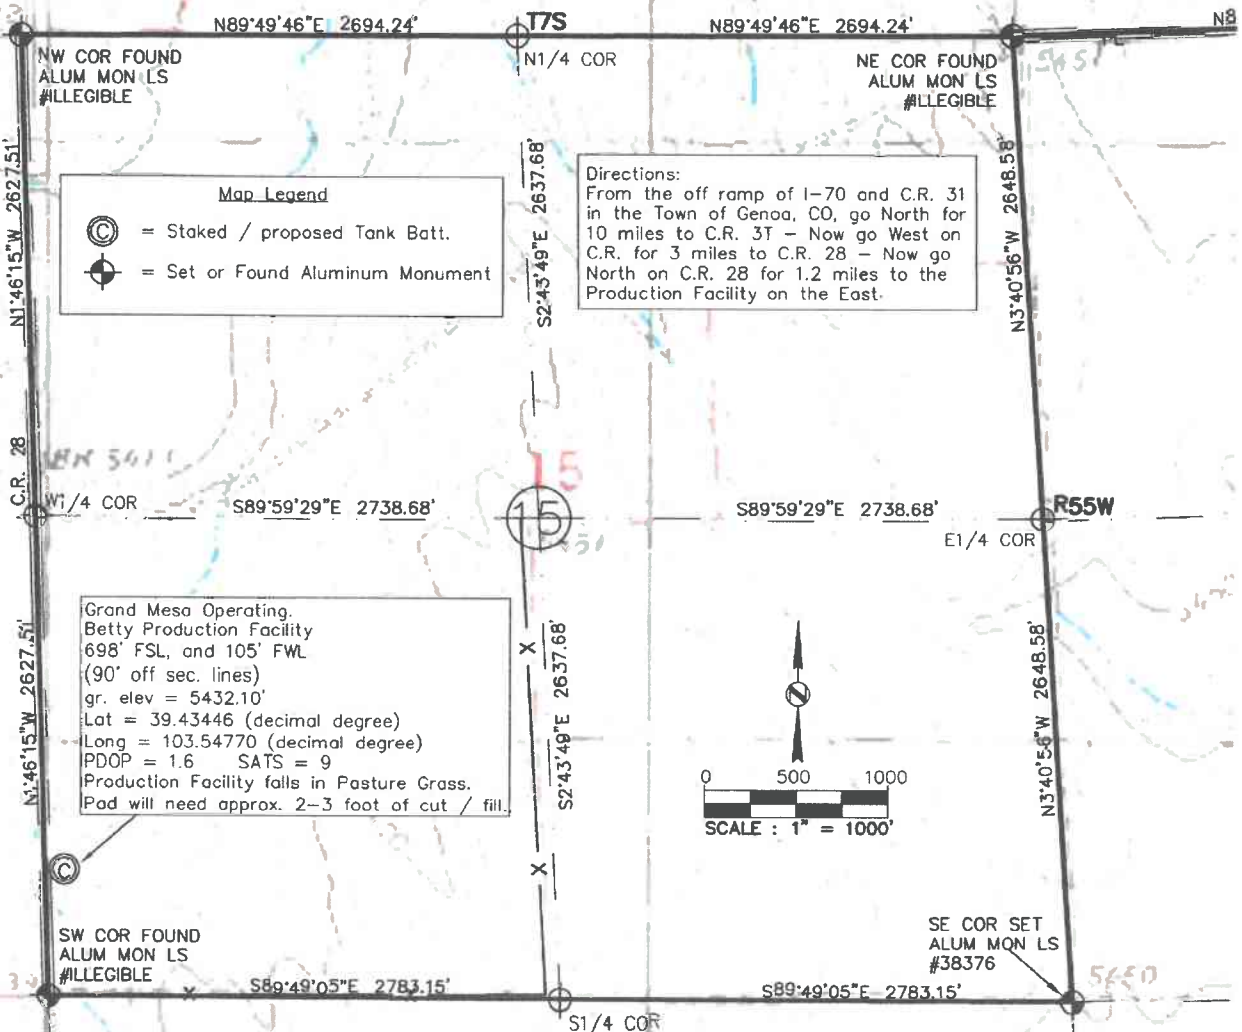 N89°49'46"E 2694.24'
T7S
N89°49'46"E 2694.24'
N8
NW COR FOUND
ALUM MON LS
#ILLEGIBLE
N1/4 COR
NE COR FOUND
ALUM MON LS
#ILLEGIBLE
N1°46'15"W 2627.51'
S2°43'49"E 2637.68'
N3°40'56"W 2648.58'
Map Legend
C = Staked / proposed Tank Batt.
= Set or Found Aluminum Monument
Directions:
From the off ramp of I-70 and C.R. 31
in the Town of Genoa, CO, go North for
10 miles to C.R. 3T - Now go West on
C.R. for 3 miles to C.R. 28 - Now go
North on C.R. 28 for 1.2 miles to the
Production Facility on the East.
C.R. 28
15
W1/4 COR
S89°59'29"E 2738.68'
15
S89°59'29"E 2738.68'
R55W
E1/4 COR
Grand Mesa Operating.
Betty Production Facility
698' FSL, and 105' FWL
(90' off sec. lines)
gr. elev = 5432.10'
Lat = 39.43446 (decimal degree)
Long = 103.54770 (decimal degree)
PDOP = 1.6 SATS = 9
Production Facility falls in Pasture Grass.
Pad will need approx. 2-3 foot of cut / fill.
N1°46'15"W 2627.51'
X
S2°43'49"E 2637.68'
N3°40'56"W 2648.58'
N
0 500 1000
SCALE : 1" = 1000'
C
X
SW COR FOUND
ALUM MON LS
#ILLEGIBLE
SE COR SET
ALUM MON LS
#38376
X S89°49'05"E 2783.15'
S89°49'05"E 2783.15'
S1/4 COR